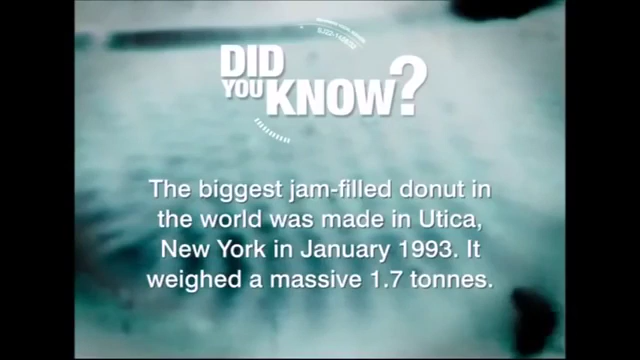 DID
YOU KNOW?
The biggest jam-filled donut in
the world was made in Utica,
New York in January 1993. It
weighed a massive 1.7 tonnes.